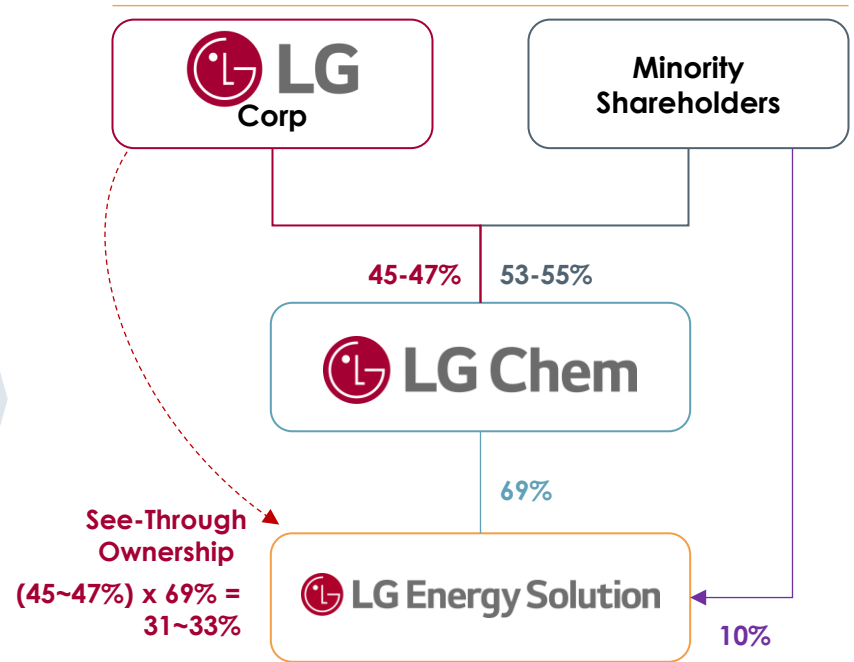 LG
Corp
Minority
Shareholders
45-47%
53-55%
LG Chem
69%
See-Through
Ownership
(45~47%) x 69% =
31~33%
LG Energy Solution
10%